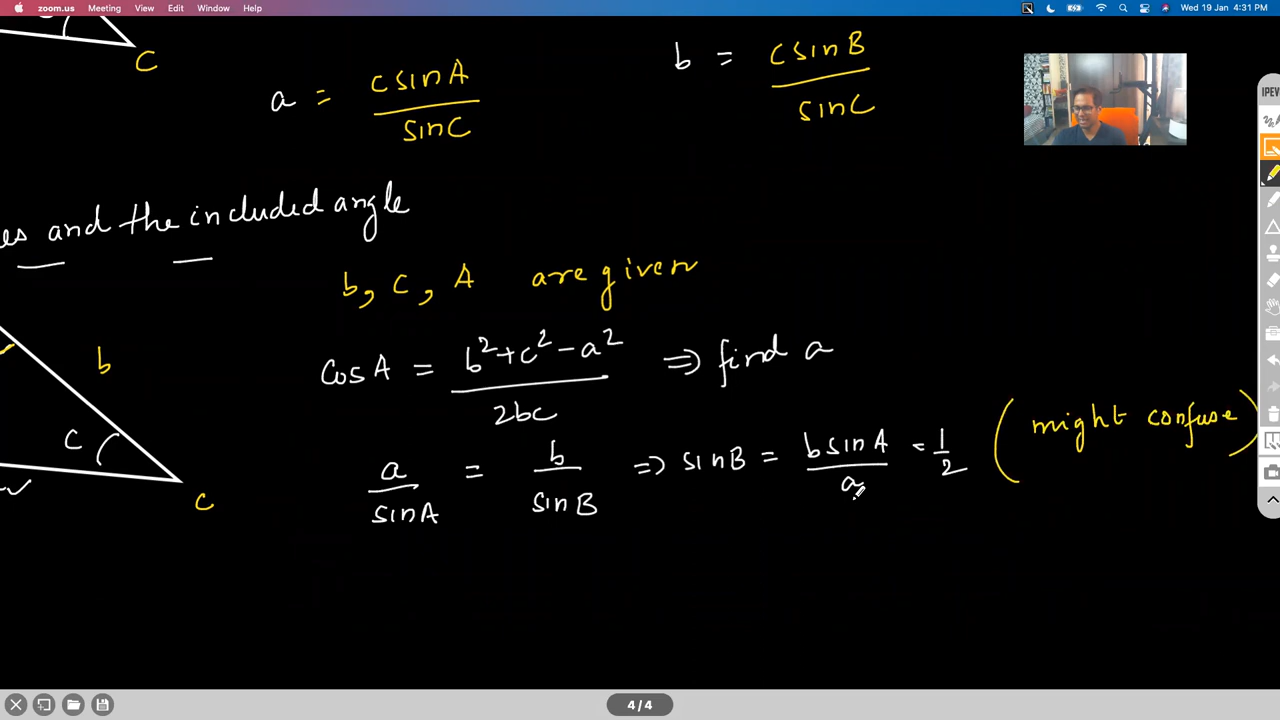 zoom.us Meeting View Edit Window Help Wed 19 Jan 4:31 PM
C
a = c sin A / sin C
b = c sin B / sin C
IPEV
es and the included angle
b, c, A are given
b
cos A = b² + c² - a² / 2bc ⇒ find a
C
(might confuse)
a / sin A = b / sin B ⇒ sin B = b sin A / a = 1/2
C
4 / 4